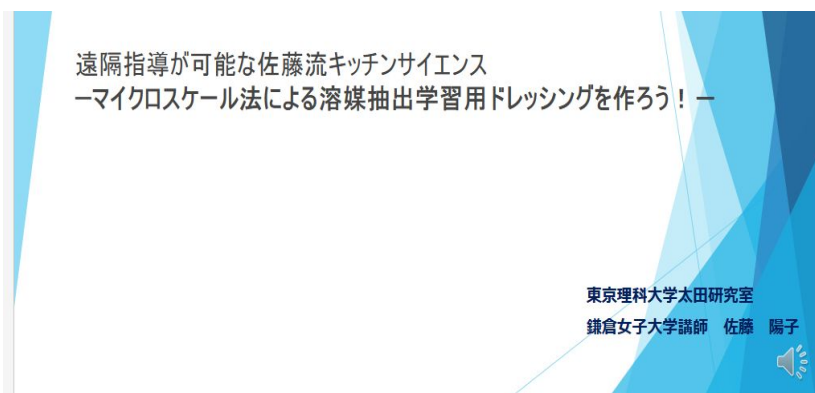 遠隔指導が可能な佐藤流キッチンサイエンス
ーマイクロスケール法による溶媒抽出学習用ドレッシングを作ろう！ー
東京理科大学太田研究室
鎌倉女子大学講師　佐藤　陽子